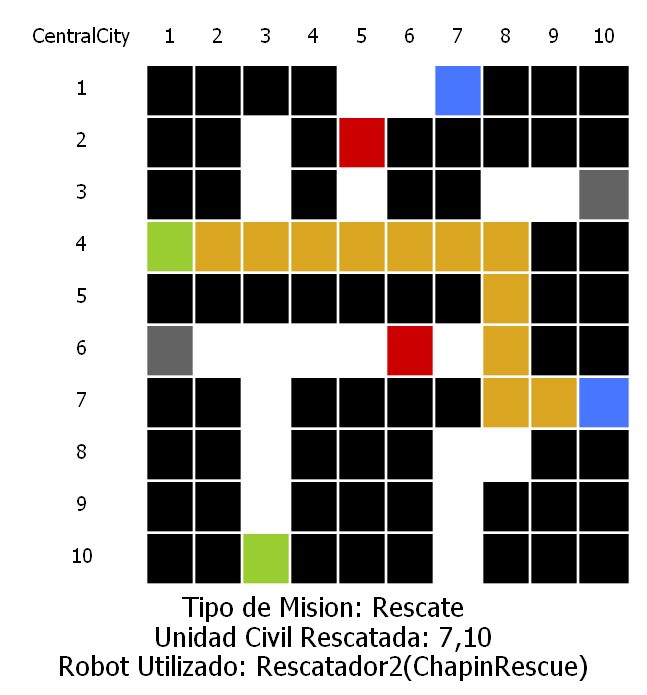 CentralCity 1 2 3 4 5 6 7 8 9 10
1
2
3
4
5
6
7
8
9
10
Tipo de Mision: Rescate
Unidad Civil Rescatada: 7,10
Robot Utilizado: Rescatador2(ChapinRescue)